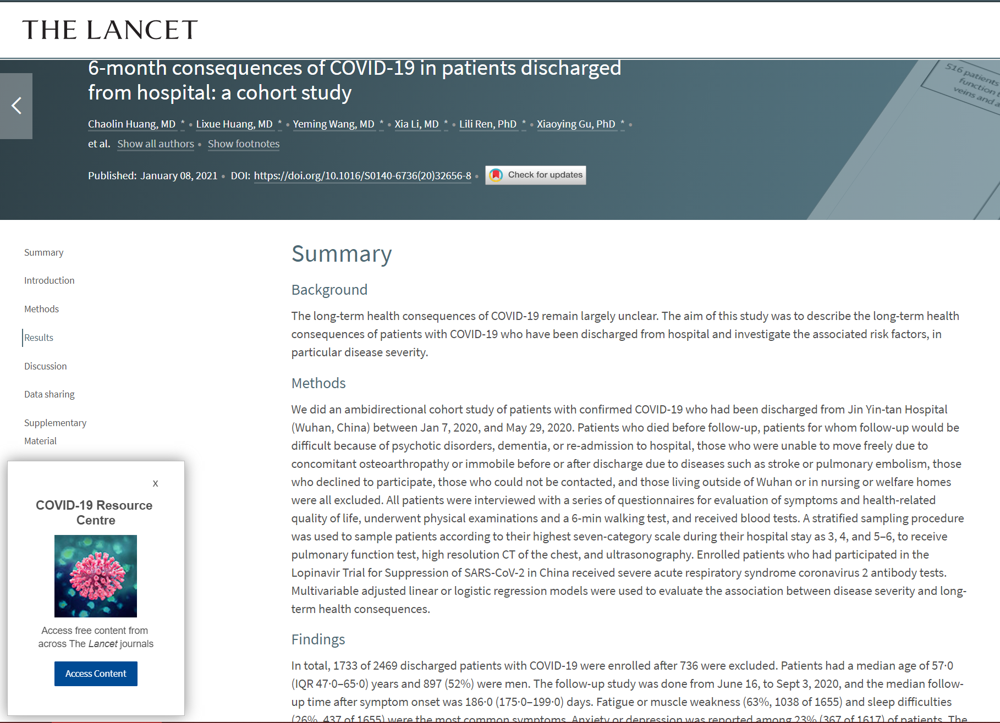 THE LANCET
6-month consequences of COVID-19 in patients discharged
from hospital: a cohort study
516 patients
function t
veins and a
Chaolin Huang, MD * • Lixue Huang, MD * • Yeming Wang, MD * • Xia Li, MD * • Lili Ren, PhD * • Xiaoying Gu, PhD * •
et al. Show all authors • Show footnotes
Published: January 08, 2021 • DOI: https://doi.org/10.1016/S0140-6736(20)32656-8 • Check for updates
Summary
Introduction
Methods
Results
Discussion
Data sharing
Supplementary
Material
x
COVID-19 Resource
Centre
Access free content from
across The Lancet journals
Access Content
Summary
Background
The long-term health consequences of COVID-19 remain largely unclear. The aim of this study was to describe the long-term health
consequences of patients with COVID-19 who have been discharged from hospital and investigate the associated risk factors, in
particular disease severity.
Methods
We did an ambidirectional cohort study of patients with confirmed COVID-19 who had been discharged from Jin Yin-tan Hospital
(Wuhan, China) between Jan 7, 2020, and May 29, 2020. Patients who died before follow-up, patients for whom follow-up would be
difficult because of psychotic disorders, dementia, or re-admission to hospital, those who were unable to move freely due to
concomitant osteoarthropathy or immobile before or after discharge due to diseases such as stroke or pulmonary embolism, those
who declined to participate, those who could not be contacted, and those living outside of Wuhan or in nursing or welfare homes
were all excluded. All patients were interviewed with a series of questionnaires for evaluation of symptoms and health-related
quality of life, underwent physical examinations and a 6-min walking test, and received blood tests. A stratified sampling procedure
was used to sample patients according to their highest seven-category scale during their hospital stay as 3, 4, and 5–6, to receive
pulmonary function test, high resolution CT of the chest, and ultrasonography. Enrolled patients who had participated in the
Lopinavir Trial for Suppression of SARS-CoV-2 in China received severe acute respiratory syndrome coronavirus 2 antibody tests.
Multivariable adjusted linear or logistic regression models were used to evaluate the association between disease severity and long-
term health consequences.
Findings
In total, 1733 of 2469 discharged patients with COVID-19 were enrolled after 736 were excluded. Patients had a median age of 57·0
(IQR 47·0–65·0) years and 897 (52%) were men. The follow-up study was done from June 16, to Sept 3, 2020, and the median follow-
up time after symptom onset was 186·0 (175·0–199·0) days. Fatigue or muscle weakness (63%, 1038 of 1655) and sleep difficulties
(26%, 437 of 1655) were the most common symptoms. Anxiety or depression was reported among 23% (367 of 1617) of patients. The